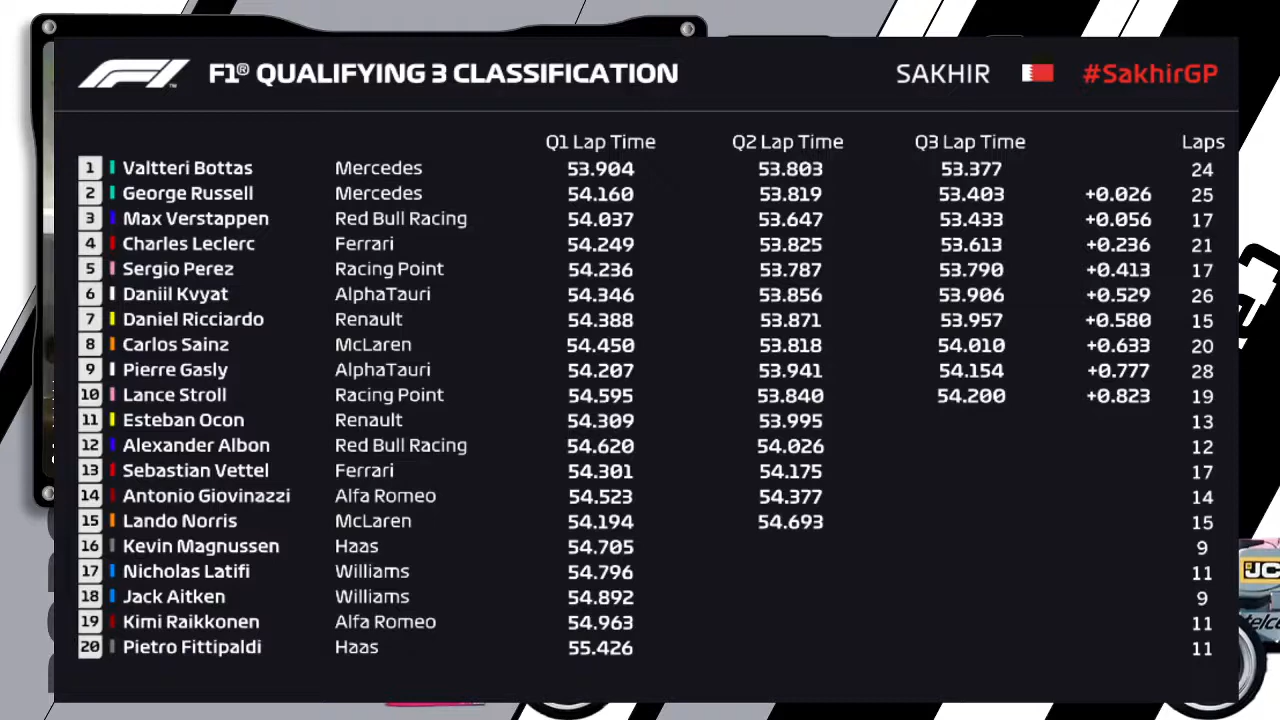 F1® QUALIFYING 3 CLASSIFICATION SAKHIR #SakhirGP
Q1 Lap Time Q2 Lap Time Q3 Lap Time Laps
1 Valtteri Bottas Mercedes 53.904 53.803 53.377 24
2 George Russell Mercedes 54.160 53.819 53.403 +0.026 25
3 Max Verstappen Red Bull Racing 54.037 53.647 53.433 +0.056 17
4 Charles Leclerc Ferrari 54.249 53.825 53.613 +0.236 21
5 Sergio Perez Racing Point 54.236 53.787 53.790 +0.413 17
6 Daniil Kvyat AlphaTauri 54.346 53.856 53.906 +0.529 26
7 Daniel Ricciardo Renault 54.388 53.871 53.957 +0.580 15
8 Carlos Sainz McLaren 54.450 53.818 54.010 +0.633 20
9 Pierre Gasly AlphaTauri 54.207 53.941 54.154 +0.777 28
10 Lance Stroll Racing Point 54.595 53.840 54.200 +0.823 19
11 Esteban Ocon Renault 54.309 53.995 13
12 Alexander Albon Red Bull Racing 54.620 54.026 12
13 Sebastian Vettel Ferrari 54.301 54.175 17
14 Antonio Giovinazzi Alfa Romeo 54.523 54.377 14
15 Lando Norris McLaren 54.194 54.693 15
16 Kevin Magnussen Haas 54.705 9
17 Nicholas Latifi Williams 54.796 11
18 Jack Aitken Williams 54.892 9
19 Kimi Raikkonen Alfa Romeo 54.963 11
20 Pietro Fittipaldi Haas 55.426 11
JC